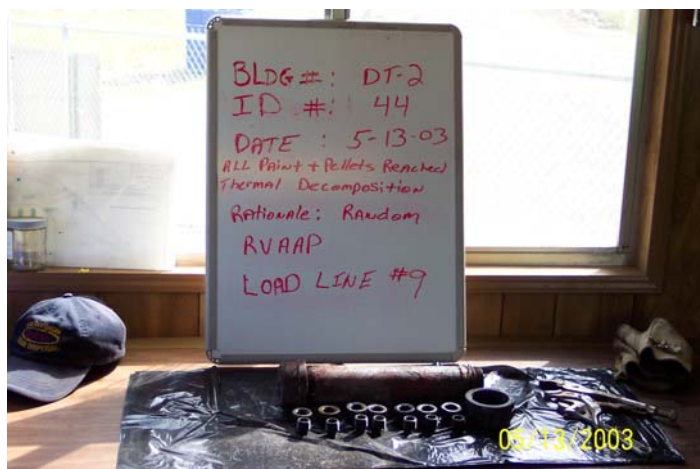 BLDG #: DT-2
ID #: 44
DATE : 5-13-03
ALL PAINT + Pellets Reached
Thermal Decomposition
Rationale: Random
RVAAP
LOAD LINE #9
05/13/2003